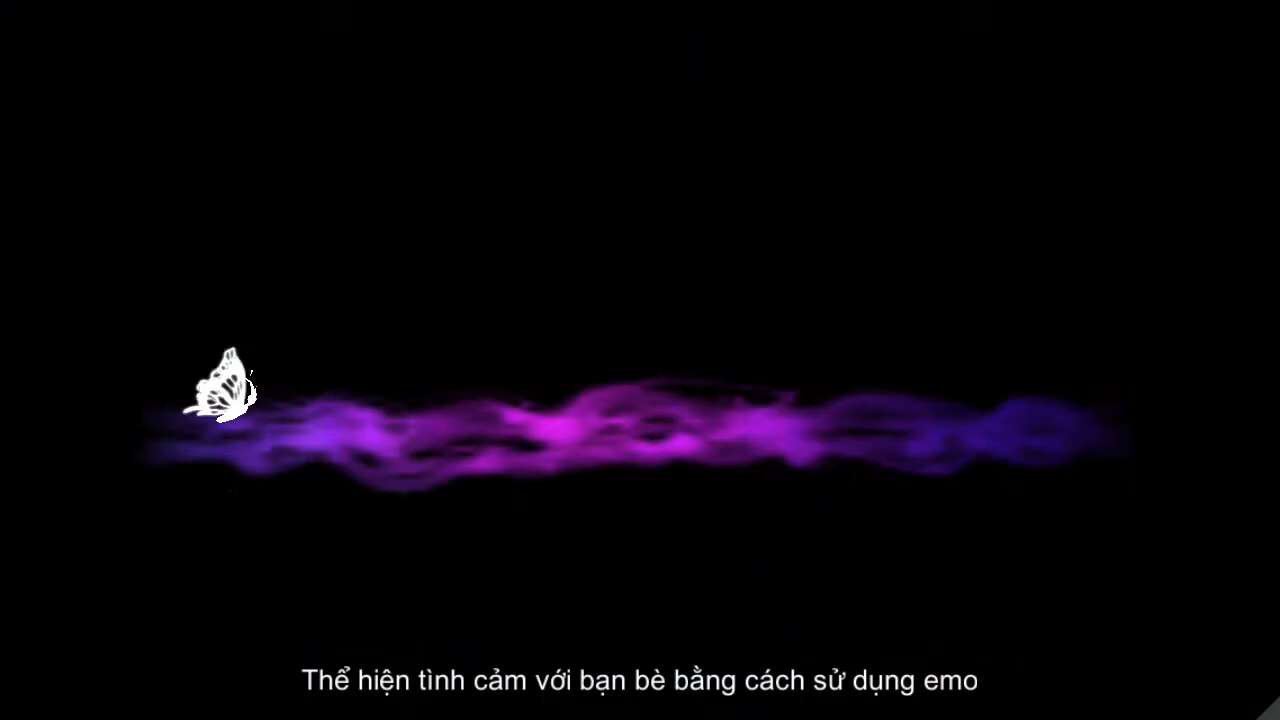 Thể hiện tình cảm với bạn bè bằng cách sử dụng emo